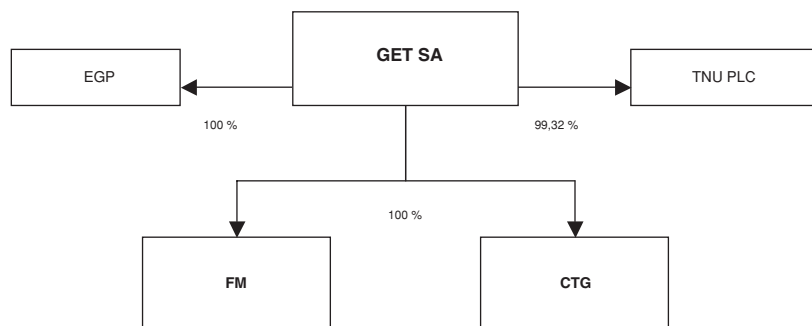 GET SA
EGP
TNU PLC
100 %
99,32 %
100 %
FM
CTG